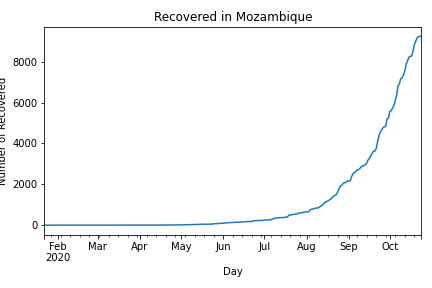 Recovered in Mozambique
Number of Recovered
8000
6000
4000
2000
0
Feb Mar Apr May Jun Jul Aug Sep Oct
2020
Day